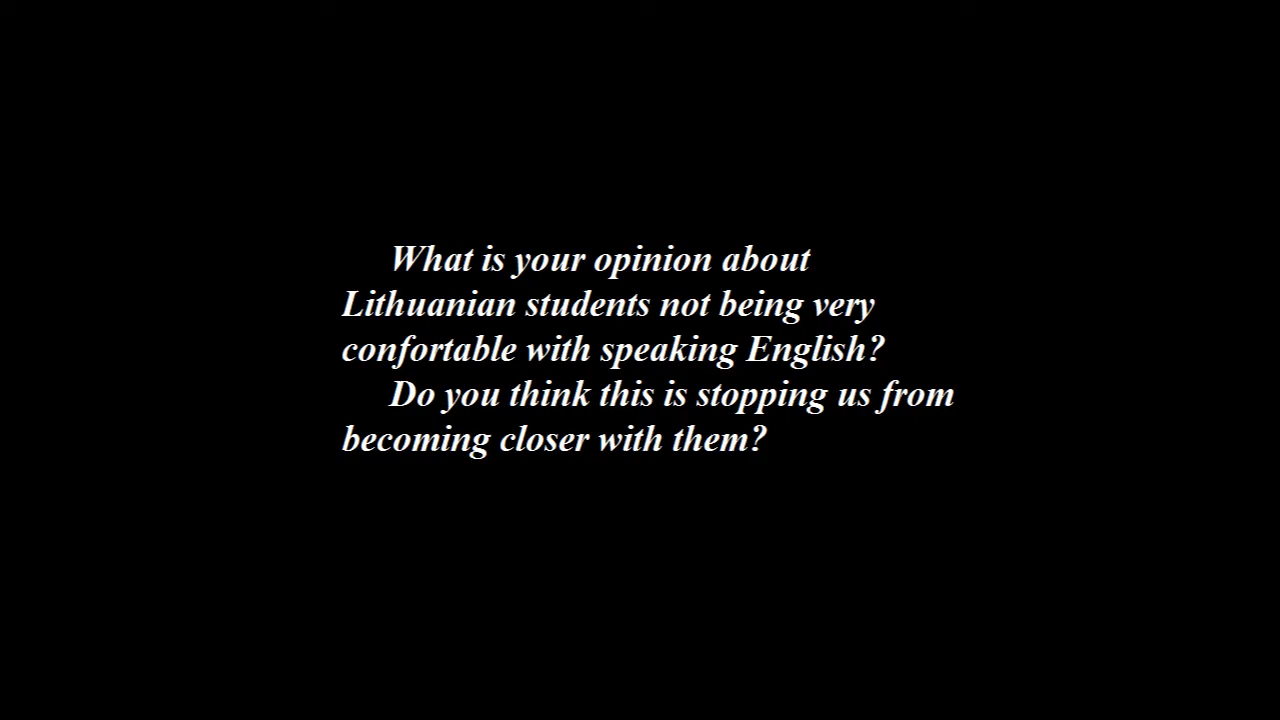 What is your opinion about
Lithuanian students not being very
confortable with speaking English?
Do you think this is stopping us from
becoming closer with them?